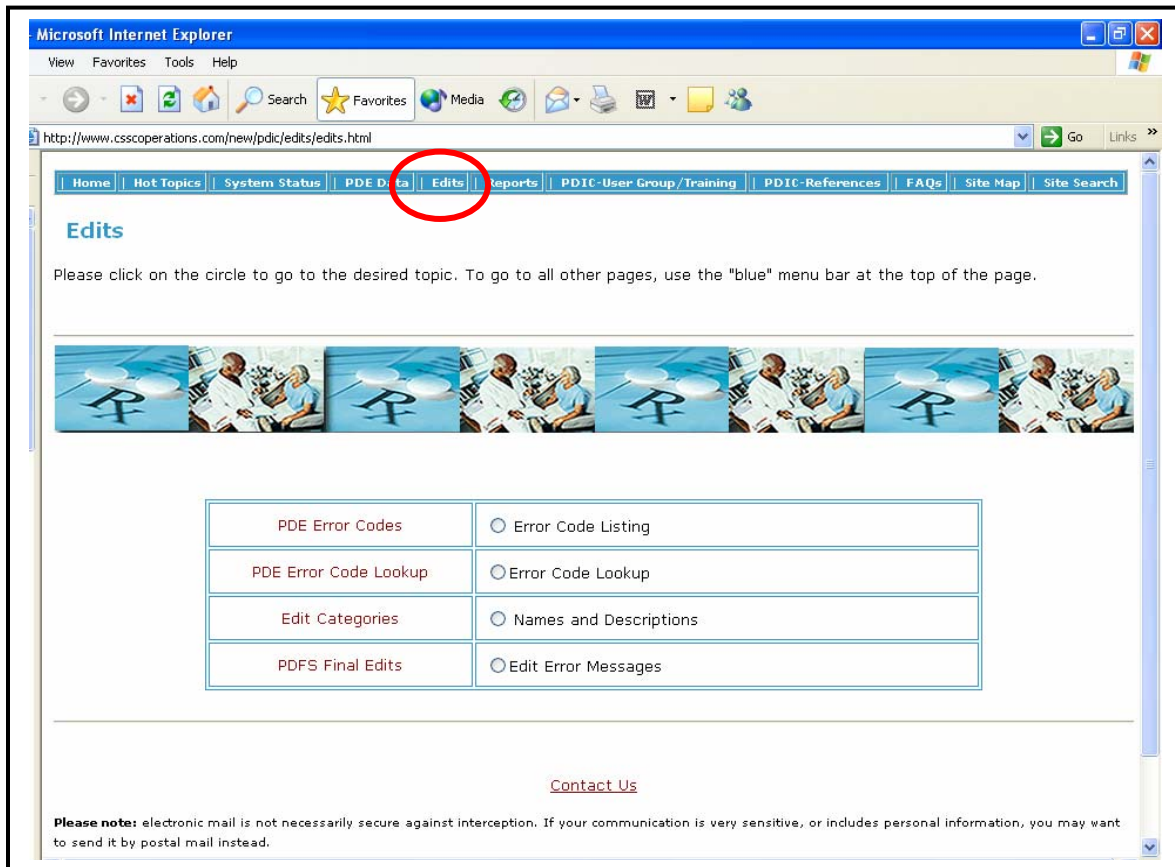 Microsoft Internet Explorer
View Favorites Tools Help
Search Favorites Media
http://www.csscoperations.com/new/pdic/edits/edits.html Go Links »
| Home | | Hot Topics | | System Status | | PDE Data | | Edits | | Reports | | PDIC-User Group/Training | | PDIC-References | | FAQs | | Site Map | | Site Search
Edits
Please click on the circle to go to the desired topic. To go to all other pages, use the "blue" menu bar at the top of the page.
PDE Error Codes Error Code Listing
PDE Error Code Lookup Error Code Lookup
Edit Categories Names and Descriptions
PDFS Final Edits Edit Error Messages
Contact Us
Please note: electronic mail is not necessarily secure against interception. If your communication is very sensitive, or includes personal information, you may want
to send it by postal mail instead.